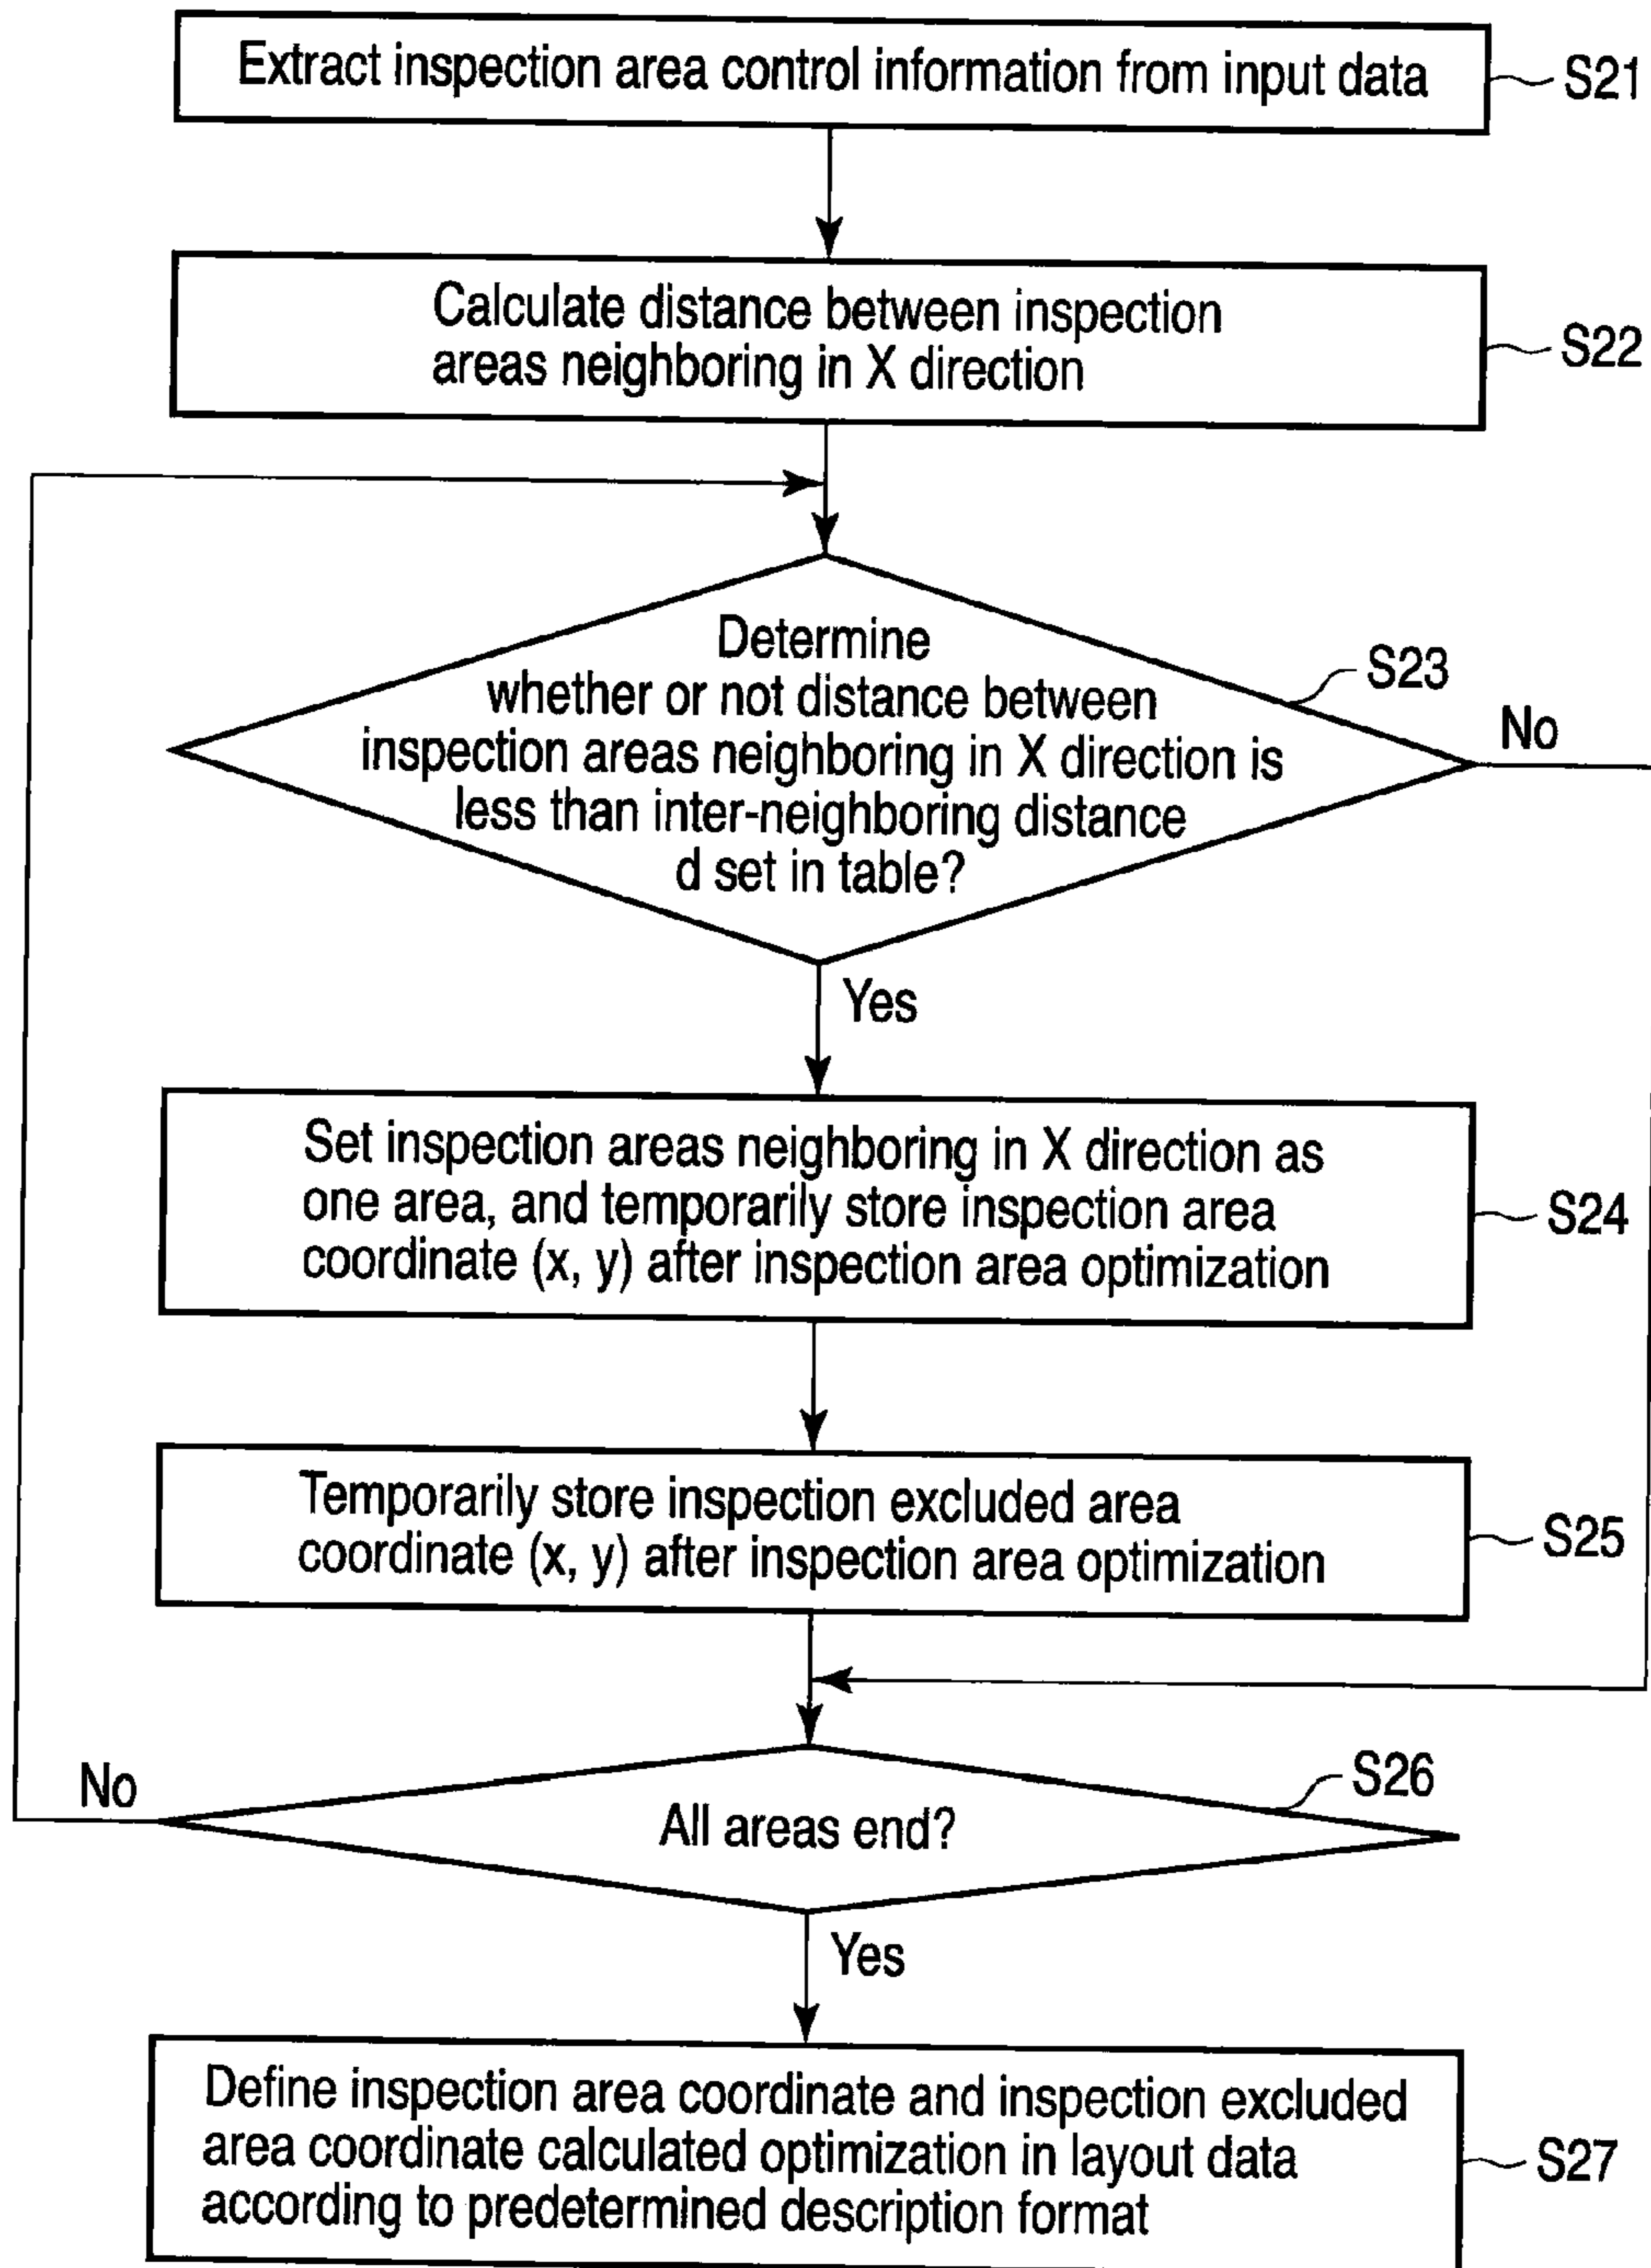 Extract inspection area control information from input data
S21
Calculate distance between inspection
areas neighboring in X direction
S22
Determine
whether or not distance between
inspection areas neighboring in X direction is
less than inter-neighboring distance
d set in table?
S23
No
Yes
Set inspection areas neighboring in X direction as
one area, and temporarily store inspection area
coordinate (x, y) after inspection area optimization
S24
Temporarily store inspection excluded area
coordinate (x, y) after inspection area optimization
S25
No
All areas end?
S26
Yes
Define inspection area coordinate and inspection excluded
area coordinate calculated optimization in layout data
according to predetermined description format
S27